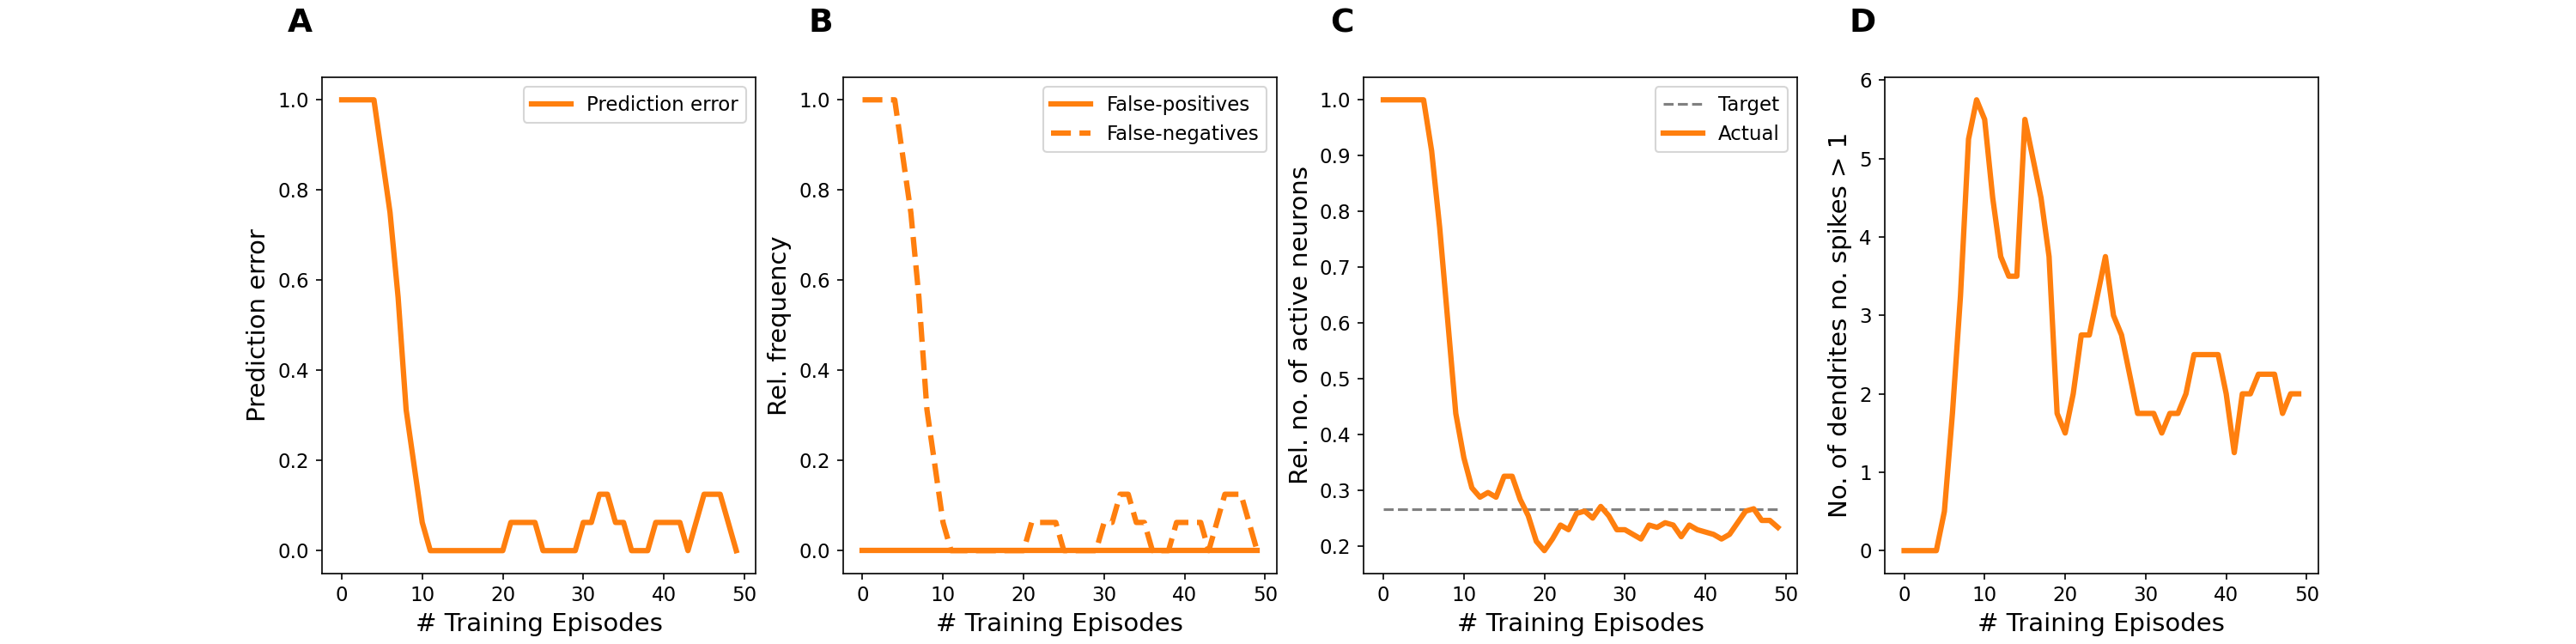 A
Prediction error
1.0
0.8
0.6
0.4
0.2
0.0
0 10 20 30 40 50
# Training Episodes
Prediction error
B
False-positives
False-negatives
1.0
0.8
0.6
0.4
0.2
0.0
0 10 20 30 40 50
# Training Episodes
Rel. frequency
C
Target
Actual
1.0
0.9
0.8
0.7
0.6
0.5
0.4
0.3
0.2
0 10 20 30 40 50
# Training Episodes
Rel. no. of active neurons
D
6
5
4
3
2
1
0
0 10 20 30 40 50
# Training Episodes
No. of dendrites no. spikes > 1